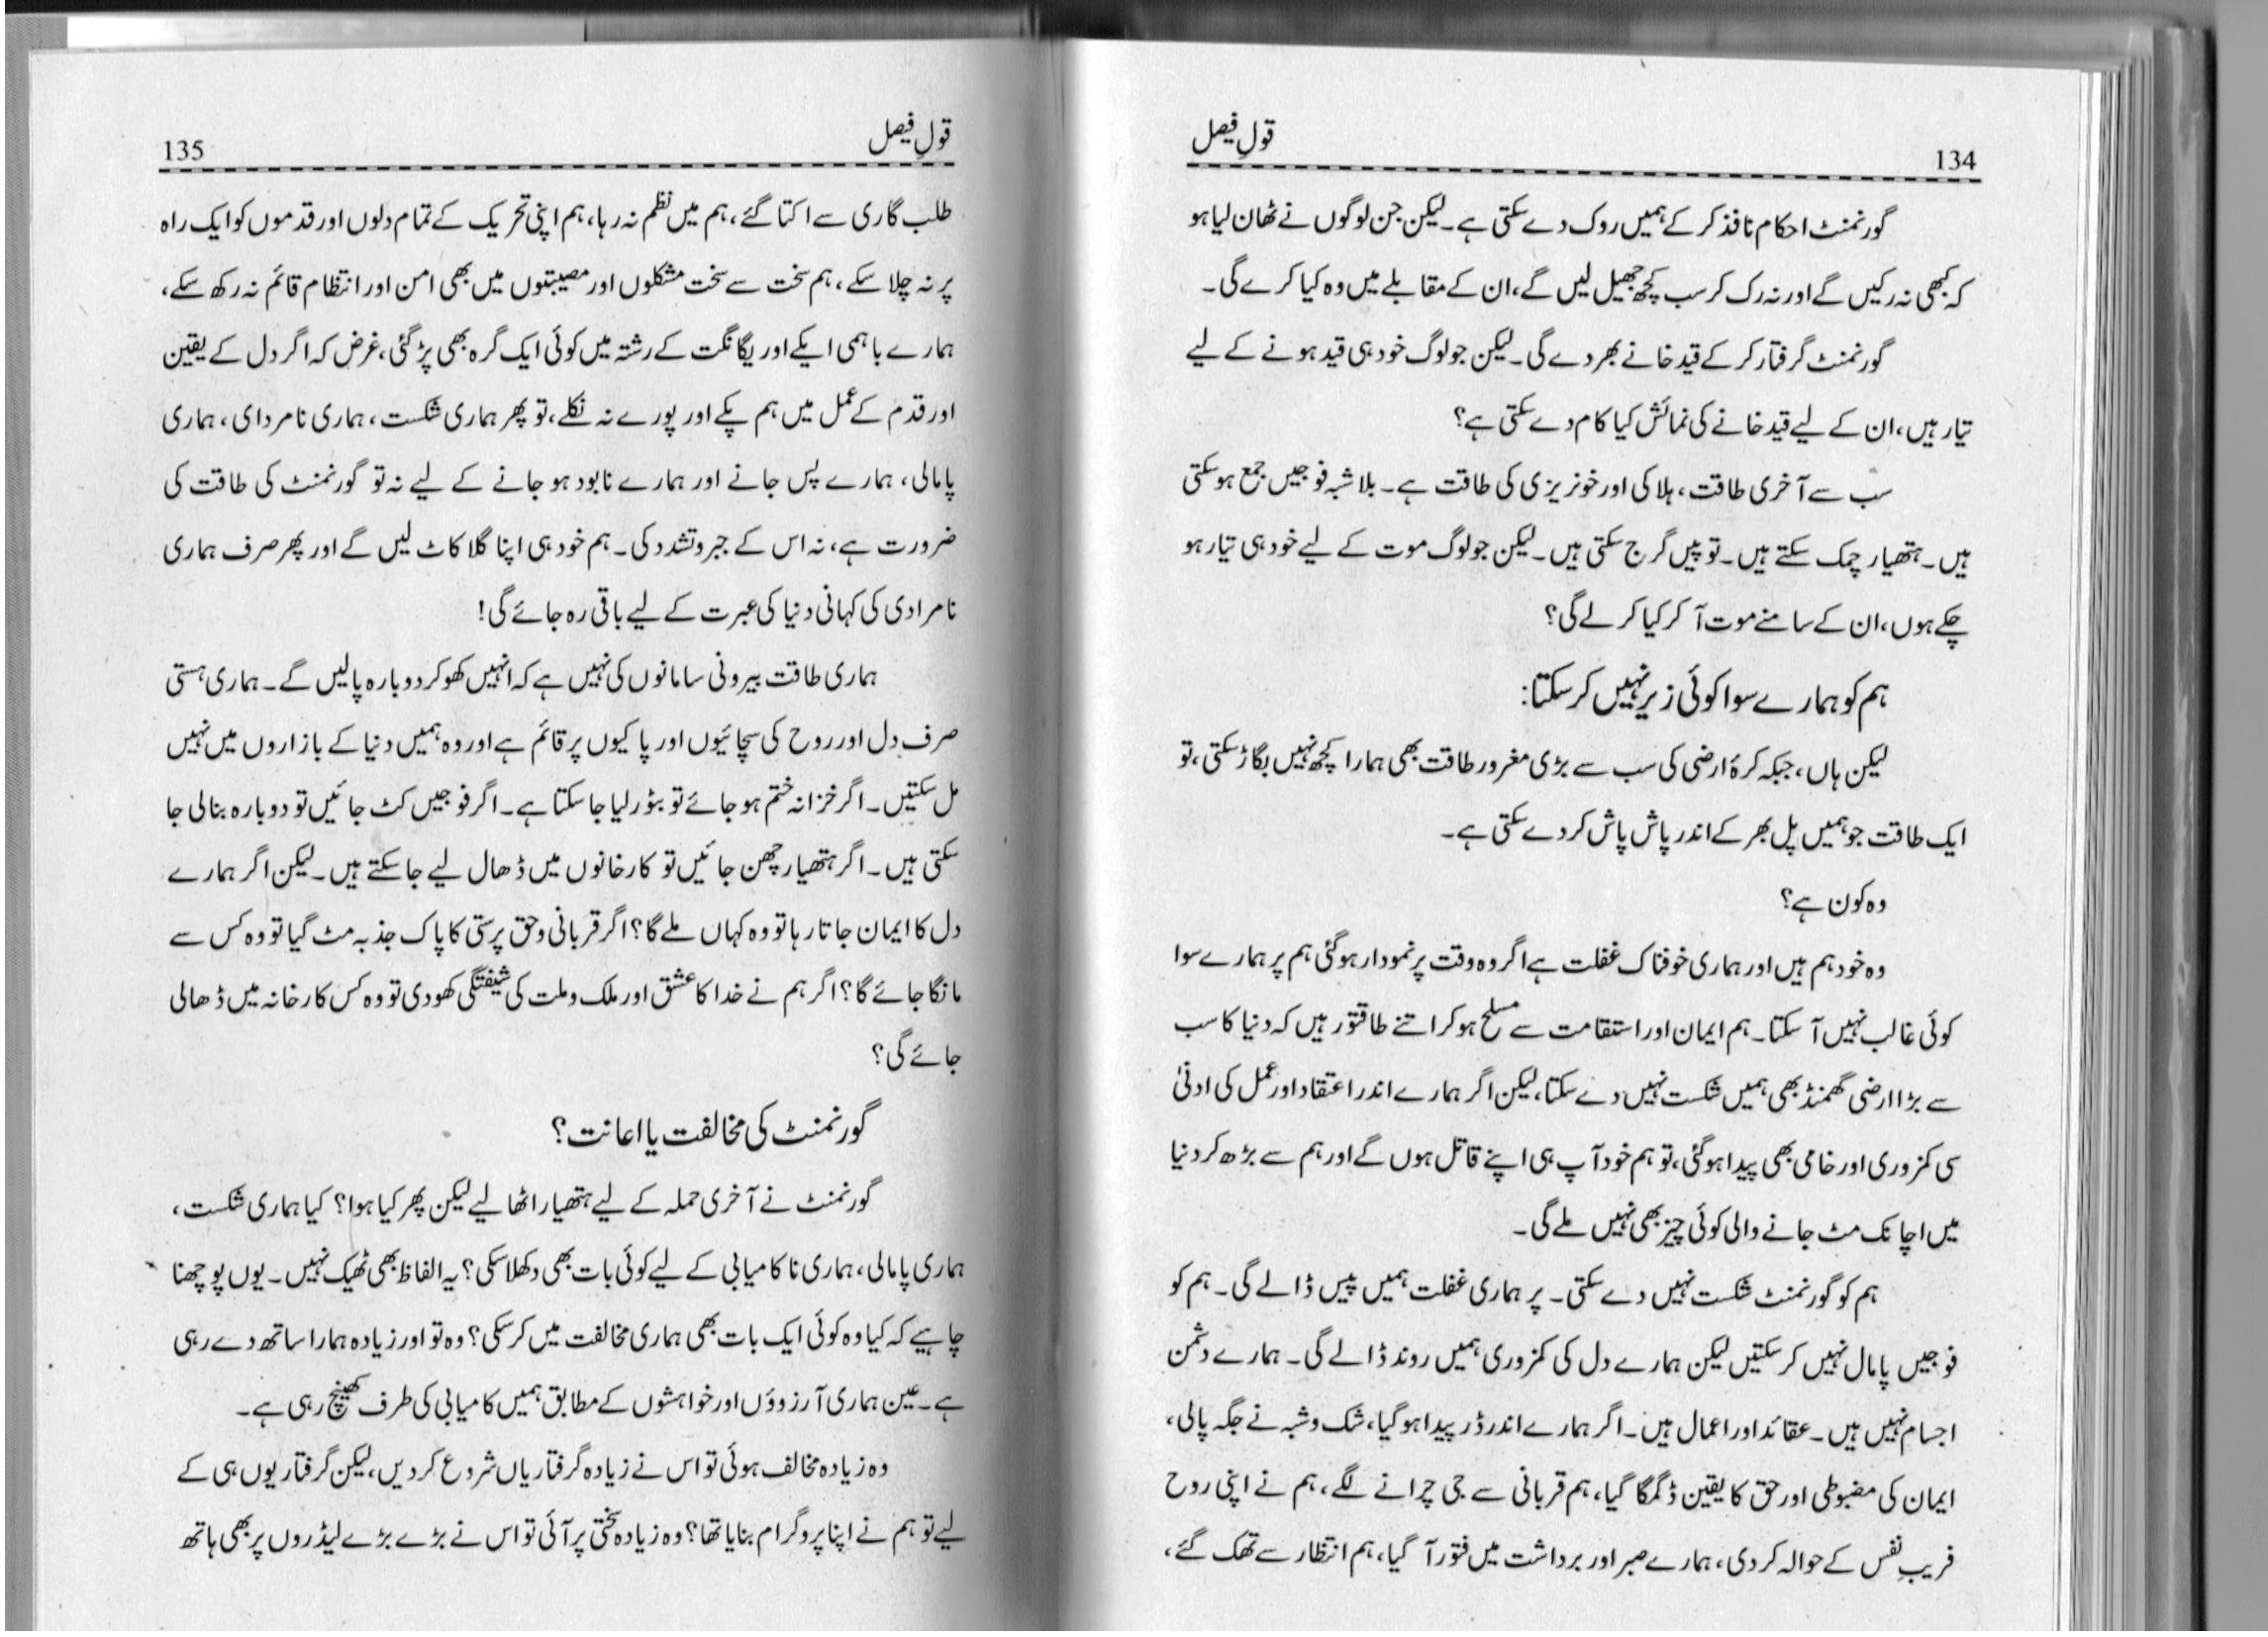 قولِ فیصل
134
گورنمنٹ احکام نافذ کر کے ہمیں روک دے سکتی ہے۔ لیکن جن لوگوں نے ٹھان لیا ہو
کہ کبھی نہ رکیں گے اور نہ رک کر سب کچھ جھیل لیں گے، ان کے مقابلے میں وہ کیا کرے گی۔
گورنمنٹ گرفتار کر کے قید خانے بھر دے گی۔ لیکن جو لوگ خود ہی قید ہونے کے لیے
تیار ہیں، ان کے لیے قید خانے کی نمائش کیا کام دے سکتی ہے؟
سب سے آخری طاقت، ہلاکی اور خونریزی کی طاقت ہے۔ بلا شبہ فوجیں جمع ہو سکتی
ہیں۔ ہتھیار چمک سکتے ہیں۔ توپیں گرج سکتی ہیں۔ لیکن جو لوگ موت کے لیے خود ہی تیار ہو
چکے ہوں، ان کے سامنے موت آ کر کیا کر لے گی؟
ہم کو ہمارے سوا کوئی زیر نہیں کر سکتا:
لیکن ہاں، جبکہ کرۂ ارضی کی سب سے بڑی مغرور طاقت بھی ہمارا کچھ نہیں بگاڑ سکتی، تو
ایک طاقت جو ہمیں پل بھر کے اندر پاش پاش کر دے سکتی ہے۔
وہ کون ہے؟
وہ خود ہم ہیں اور ہماری خوفناک غفلت ہے اگر وہ وقت پر نمودار ہو گئی ہم پر ہمارے سوا
کوئی غالب نہیں آ سکتا۔ ہم ایمان اور استقامت سے مسلح ہو کر اتنے طاقتور ہیں کہ دنیا کا سب
سے بڑا ارضی گھمنڈ بھی ہمیں شکست نہیں دے سکتا، لیکن اگر ہمارے اندر اعتقاد اور عمل کی ادنیٰ
سی کمزوری اور خامی بھی پیدا ہو گئی، تو ہم خود آپ ہی اپنے قاتل ہوں گے اور ہم سے بڑھ کر دنیا
میں اچانک مٹ جانے والی کوئی چیز بھی نہیں ملے گی۔
ہم کو گورنمنٹ شکست نہیں دے سکتی۔ پر ہماری غفلت ہمیں پیس ڈالے گی۔ ہم کو
فوجیں پامال نہیں کر سکتیں لیکن ہمارے دل کی کمزوری ہمیں روند ڈالے گی۔ ہمارے دشمن
اجسام نہیں ہیں۔ عقائد اور اعمال ہیں۔ اگر ہمارے اندر ڈر پیدا ہو گیا، شک و شبہ نے جگہ پالی،
ایمان کی مضبوطی اور حق کا یقین ڈگمگا گیا، ہم قربانی سے جی چرانے لگے، ہم نے اپنی روح
فریبِ نفس کے حوالہ کر دی، ہمارے صبر اور برداشت میں فتور آ گیا، ہم انتظار سے تھک گئے،
قولِ فیصل
135
طلب گاری سے اکتا گئے، ہم میں نظم نہ رہا، ہم اپنی تحریک کے تمام دلوں اور قدموں کو ایک راہ
پر نہ چلا سکے، ہم سخت سے سخت مشکلوں اور مصیبتوں میں بھی امن اور انتظام قائم نہ رکھ سکے،
ہمارے باہمی ایکے اور یگانگت کے رشتہ میں کوئی ایک گرہ بھی پڑ گئی، غرض کہ اگر دل کے یقین
اور قدم کے عمل میں ہم پکے اور پورے نہ نکلے، تو پھر ہماری شکست، ہماری نامردای، ہماری
پامالی، ہمارے پس جانے اور ہمارے نابود ہو جانے کے لیے نہ تو گورنمنٹ کی طاقت کی
ضرورت ہے، نہ اس کے جبر و تشدد کی۔ ہم خود ہی اپنا گلا کاٹ لیں گے اور پھر صرف ہماری
نامرادی کی کہانی دنیا کی عبرت کے لیے باقی رہ جائے گی!
ہماری طاقت بیرونی سامانوں کی نہیں ہے کہ انہیں کھو کر دوبارہ پالیں گے۔ ہماری ہستی
صرف دل اور روح کی سچائیوں اور پاکیوں پر قائم ہے اور وہ ہمیں دنیا کے بازاروں میں نہیں
مل سکتیں۔ اگر خزانہ ختم ہو جائے تو بٹور لیا جا سکتا ہے۔ اگر فوجیں کٹ جائیں تو دوبارہ بنالی جا
سکتی ہیں۔ اگر ہتھیار چھن جائیں تو کارخانوں میں ڈھال لیے جا سکتے ہیں۔ لیکن اگر ہمارے
دل کا ایمان جاتا رہا تو وہ کہاں ملے گا؟ اگر قربانی و حق پرستی کا پاک جذبہ مٹ گیا تو وہ کس سے
مانگا جائے گا؟ اگر ہم نے خدا کا عشق اور ملک و ملت کی شیفتگی کھو دی تو وہ کس کارخانہ میں ڈھالی
جائے گی؟
گورنمنٹ کی مخالفت یا اعانت؟
گورنمنٹ نے آخری حملہ کے لیے ہتھیار اٹھا لیے لیکن پھر کیا ہوا؟ کیا ہماری شکست،
ہماری پامالی، ہماری ناکامیابی کے لیے کوئی بات بھی دکھلا سکی؟ یہ الفاظ بھی ٹھیک نہیں۔ یوں پوچھنا
چاہیے کہ کیا وہ کوئی ایک بات بھی ہماری مخالفت میں کر سکی؟ وہ تو اور زیادہ ہمارا ساتھ دے رہی
ہے۔ عین ہماری آرزوؤں اور خواہشوں کے مطابق ہمیں کامیابی کی طرف کھینچ رہی ہے۔
وہ زیادہ مخالف ہوئی تو اس نے زیادہ گرفتاریاں شروع کر دیں، لیکن گرفتاریوں ہی کے
لیے تو ہم نے اپنا پروگرام بنایا تھا؟ وہ زیادہ سختی پر آئی تو اس نے بڑے بڑے لیڈروں پر بھی ہاتھ